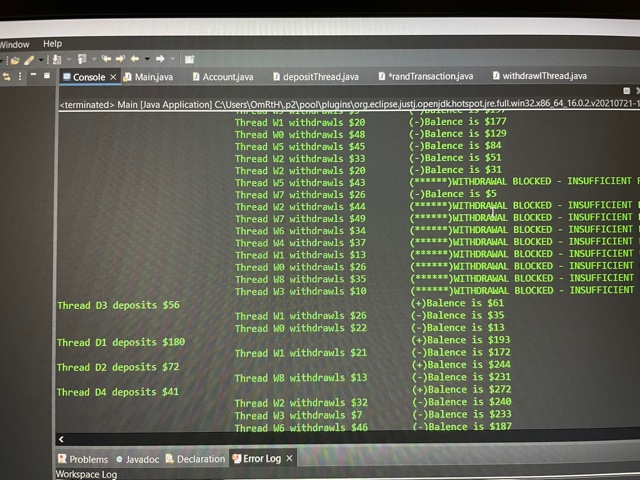 Window Help
Console Main.java Account.java depositThread.java *randTransaction.java withdrawlThread.java
<terminated> Main [Java Application] C:\Users\OmRtH\.p2\pool\plugins\org.eclipse.justj.openjdk.hotspot.jre.full.win32.x86_64_16.0.2.v20210721-1
Thread W1 withdrawls $20 (-)Balence is $177
Thread W0 withdrawls $48 (-)Balence is $129
Thread W5 withdrawls $45 (-)Balence is $84
Thread W2 withdrawls $33 (-)Balence is $51
Thread W2 withdrawls $20 (-)Balence is $31
Thread W5 withdrawls $43 (******)WITHDRAWAL BLOCKED - INSUFFICIENT
Thread W7 withdrawls $26 (-)Balence is $5
Thread W2 withdrawls $44 (******)WITHDRAWAL BLOCKED - INSUFFICIENT
Thread W7 withdrawls $49 (******)WITHDRAWAL BLOCKED - INSUFFICIENT
Thread W6 withdrawls $34 (******)WITHDRAWAL BLOCKED - INSUFFICIENT
Thread W4 withdrawls $37 (******)WITHDRAWAL BLOCKED - INSUFFICIENT
Thread W1 withdrawls $13 (******)WITHDRAWAL BLOCKED - INSUFFICIENT
Thread W0 withdrawls $26 (******)WITHDRAWAL BLOCKED - INSUFFICIENT
Thread W8 withdrawls $35 (******)WITHDRAWAL BLOCKED - INSUFFICIENT
Thread W3 withdrawls $10 (******)WITHDRAWAL BLOCKED - INSUFFICIENT
Thread D3 deposits $56 (+)Balence is $61
Thread W1 withdrawls $26 (-)Balence is $35
Thread W0 withdrawls $22 (-)Balence is $13
Thread D1 deposits $180 (+)Balence is $193
Thread W1 withdrawls $21 (-)Balence is $172
Thread D2 deposits $72 (+)Balence is $244
Thread W8 withdrawls $13 (-)Balence is $231
Thread D4 deposits $41 (+)Balence is $272
Thread W2 withdrawls $32 (-)Balence is $240
Thread W3 withdrawls $7 (-)Balence is $233
Thread W6 withdrawls $46 (-)Balence is $187
Problems Javadoc Declaration Error Log
Workspace Log